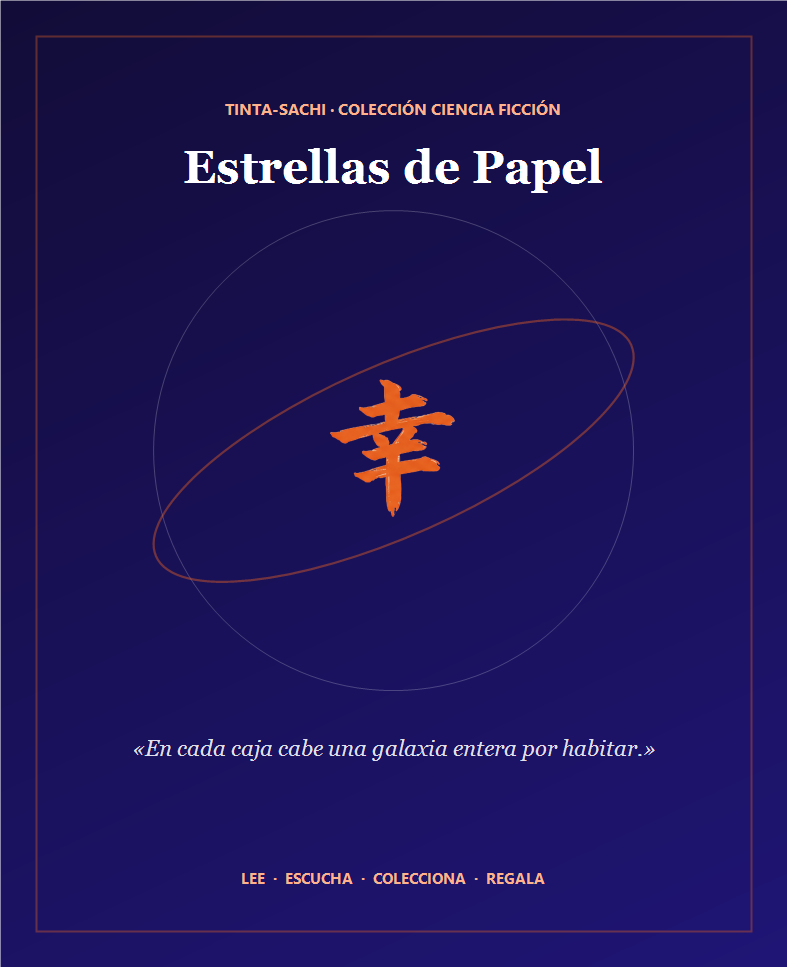 TINTA-SACHI · COLECCIÓN CIENCIA FICCIÓN
Estrellas de Papel
幸
«En cada caja cabe una galaxia entera por habitar.»
LEE · ESCUCHA · COLECCIONA · REGALA